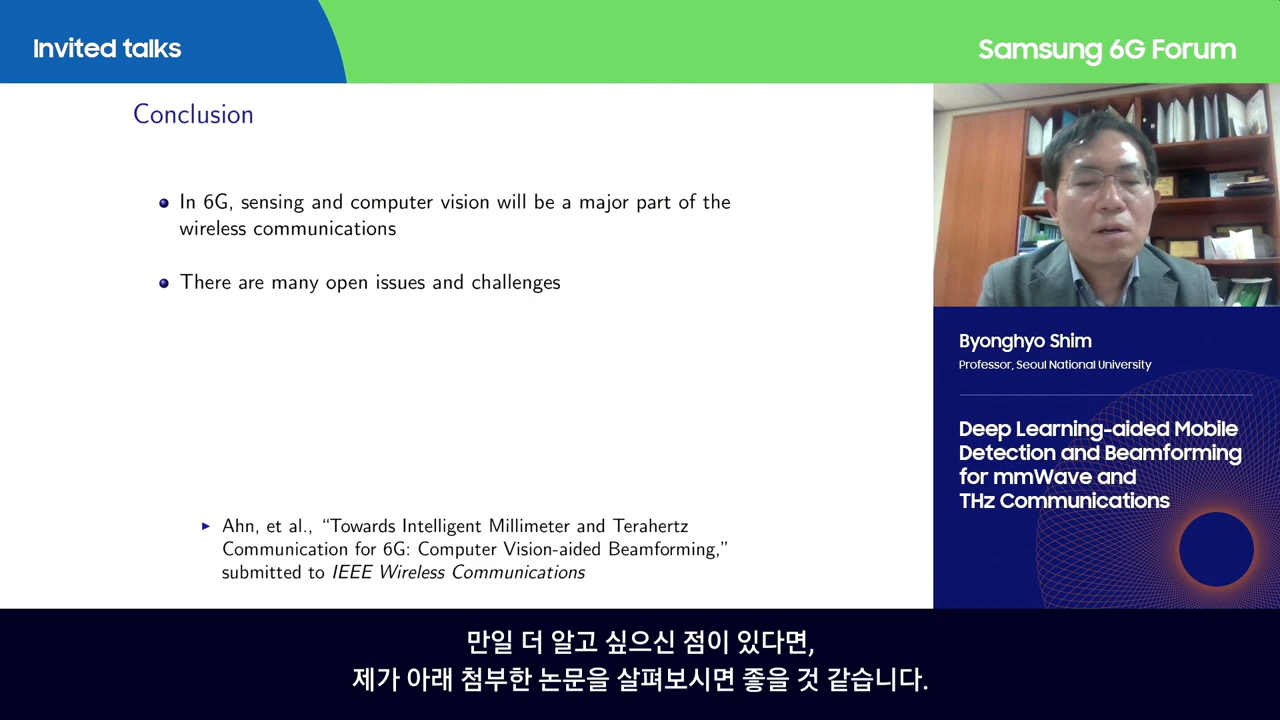 Invited talks
Samsung 6G Forum
Conclusion
In 6G, sensing and computer vision will be a major part of the
wireless communications
There are many open issues and challenges
Ahn, et al., “Towards Intelligent Millimeter and Terahertz
Communication for 6G: Computer Vision-aided Beamforming,”
submitted to IEEE Wireless Communications
Byonghyo Shim
Professor, Seoul National University
Deep Learning-aided Mobile
Detection and Beamforming
for mmWave and
THz Communications
만일 더 알고 싶으신 점이 있다면,
제가 아래 첨부한 논문을 살펴보시면 좋을 것 같습니다.